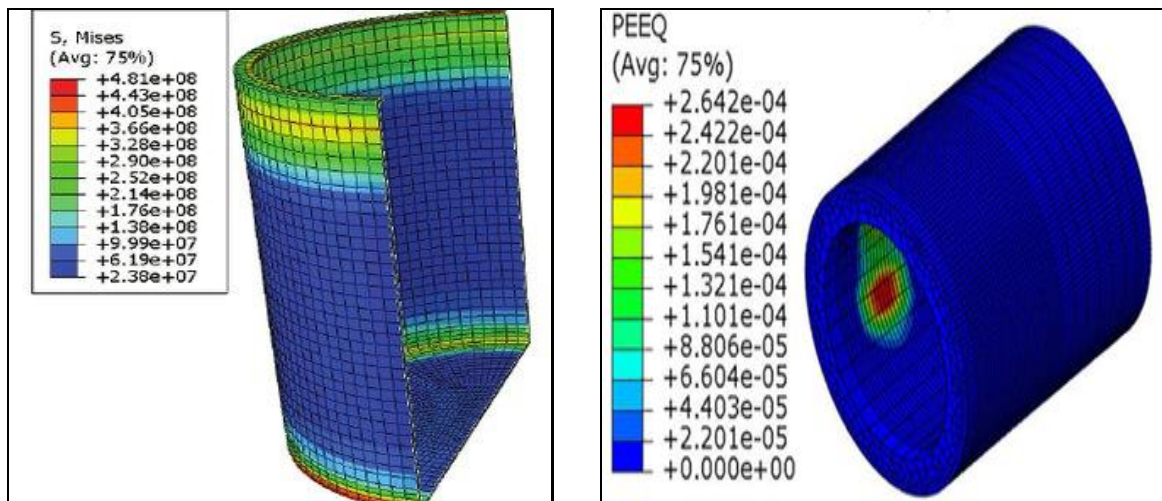 S, Mises
(Avg: 75%)
+4.81e+08
+4.43e+08
+4.05e+08
+3.66e+08
+3.28e+08
+2.90e+08
+2.52e+08
+2.14e+08
+1.76e+08
+1.38e+08
+9.99e+07
+6.19e+07
+2.38e+07
PEEQ
(Avg: 75%)
+2.642e-04
+2.422e-04
+2.201e-04
+1.981e-04
+1.761e-04
+1.541e-04
+1.321e-04
+1.101e-04
+8.806e-05
+6.604e-05
+4.403e-05
+2.201e-05
+0.000e+00